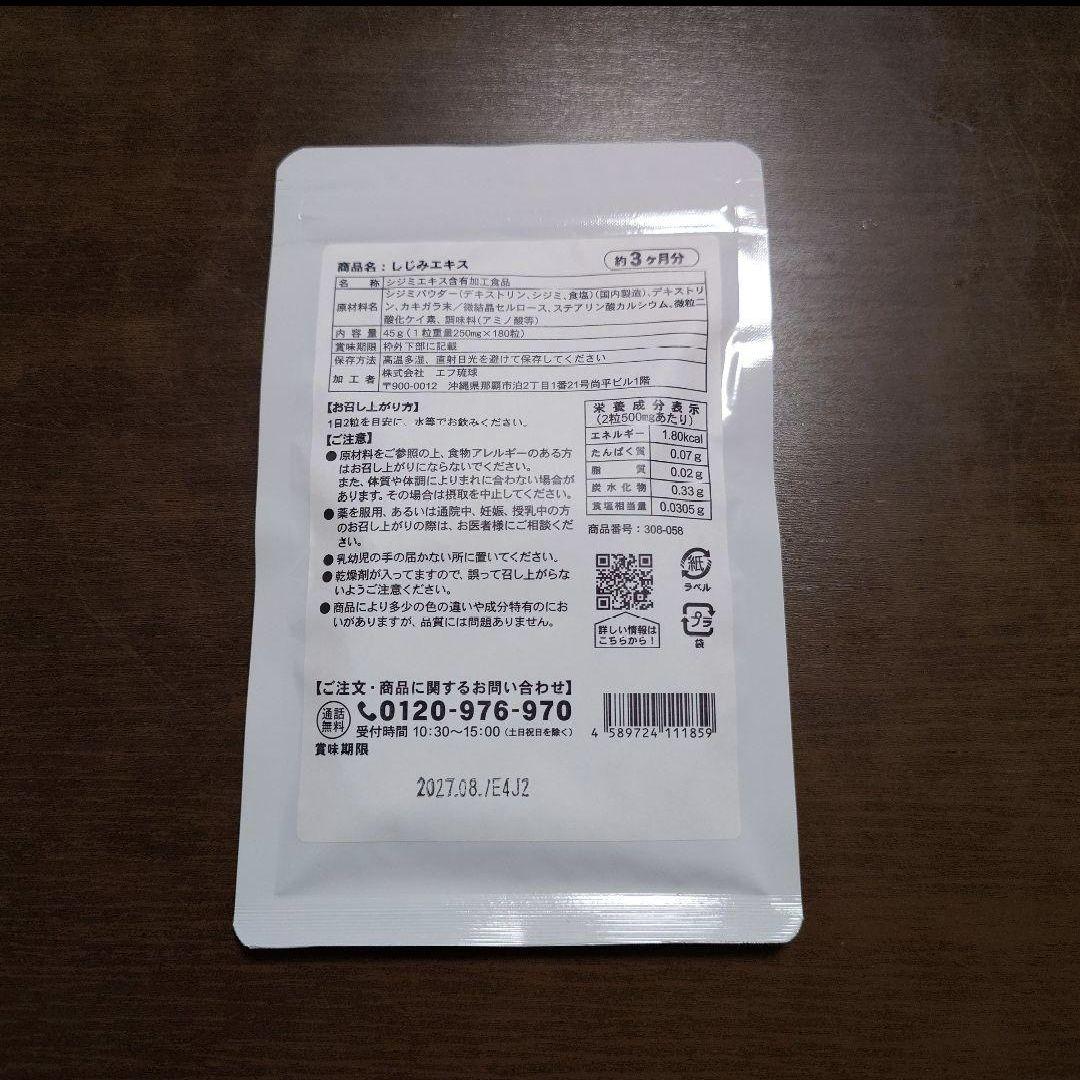 商品名：しじみエキス
約3ヶ月分
名称 シジミエキス含有加工食品
原材料名 シジミパウダー(デキストリン、シジミ、食塩)(国内製造)、デキストリ
ン、カキガラ末／微結晶セルロース、ステアリン酸カルシウム、微粒二
酸化ケイ素、調味料(アミノ酸等)
内容量 45g(1粒重量250mg×180粒)
賞味期限 枠外下部に記載
保存方法 高温多湿、直射日光を避けて保存してください
加工者 株式会社 エフ琉球
〒900-0012 沖縄県那覇市泊2丁目1番21号尚平ビル1階
【お召し上がり方】
1日2粒を目安に、水等でお飲みください。
【ご注意】
●原材料をご参照の上、食物アレルギーのある方
はお召し上がりにならないでください。
また、体質や体調によりまれに合わない場合が
あります。その場合は摂取を中止してください。
●薬を服用、あるいは通院中、妊娠、授乳中の方
のお召し上がりの際は、お医者様にご相談くだ
さい。
●乳幼児の手の届かない所に置いてください。
●乾燥剤が入ってますので、誤って召し上がらな
いようご注意ください。
●商品により多少の色の違いや成分特有のにお
いがありますが、品質には問題ありません。
栄養成分表示
(2粒500mgあたり)
エネルギー 1.80kcal
たんぱく質 0.07g
脂質 0.02g
炭水化物 0.33g
食塩相当量 0.0305g
商品番号：308-058
紙
ラベル
プラ
袋
詳しい情報は
こちらから！
【ご注文・商品に関するお問い合わせ】
通話
無料
0120-976-970
受付時間 10:30～15:00(土日祝日を除く)
4 589724 111859
賞味期限
2027.08./E4J2